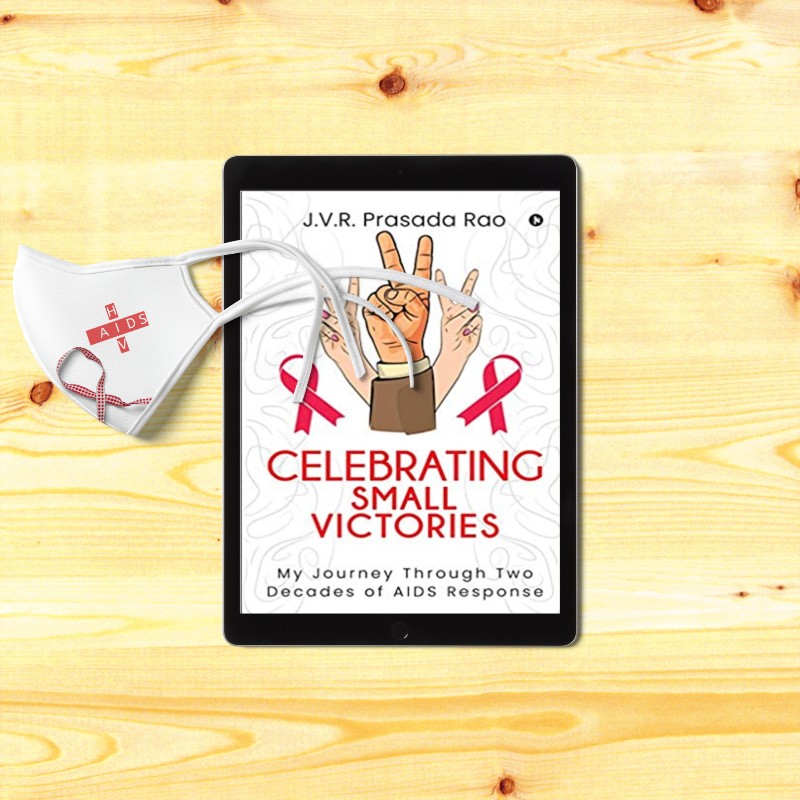 J.V.R. Prasada Rao
H
AIDS
V
CELEBRATING
SMALL
VICTORIES
My Journey Through Two
Decades of AIDS Response